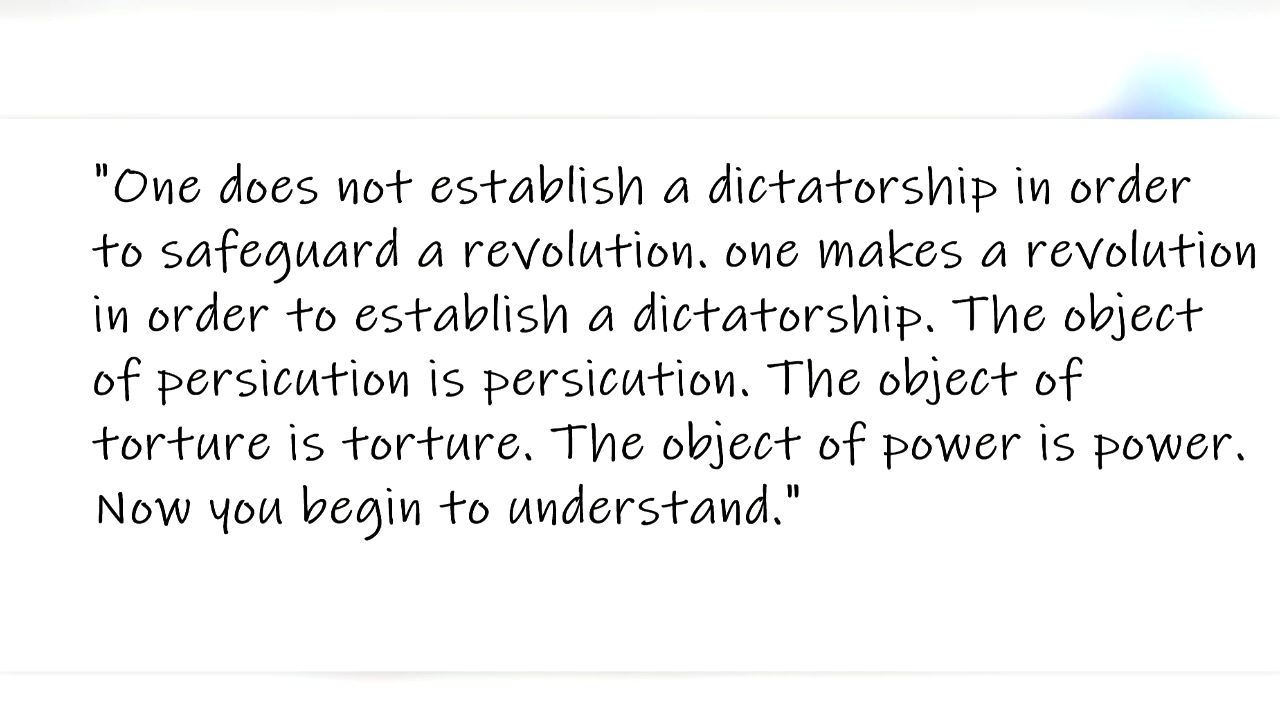 "One does not establish a dictatorship in order
to safeguard a revolution. one makes a revolution
in order to establish a dictatorship. The object
of persicution is persicution. The object of
torture is torture. The object of power is power.
Now you begin to understand."